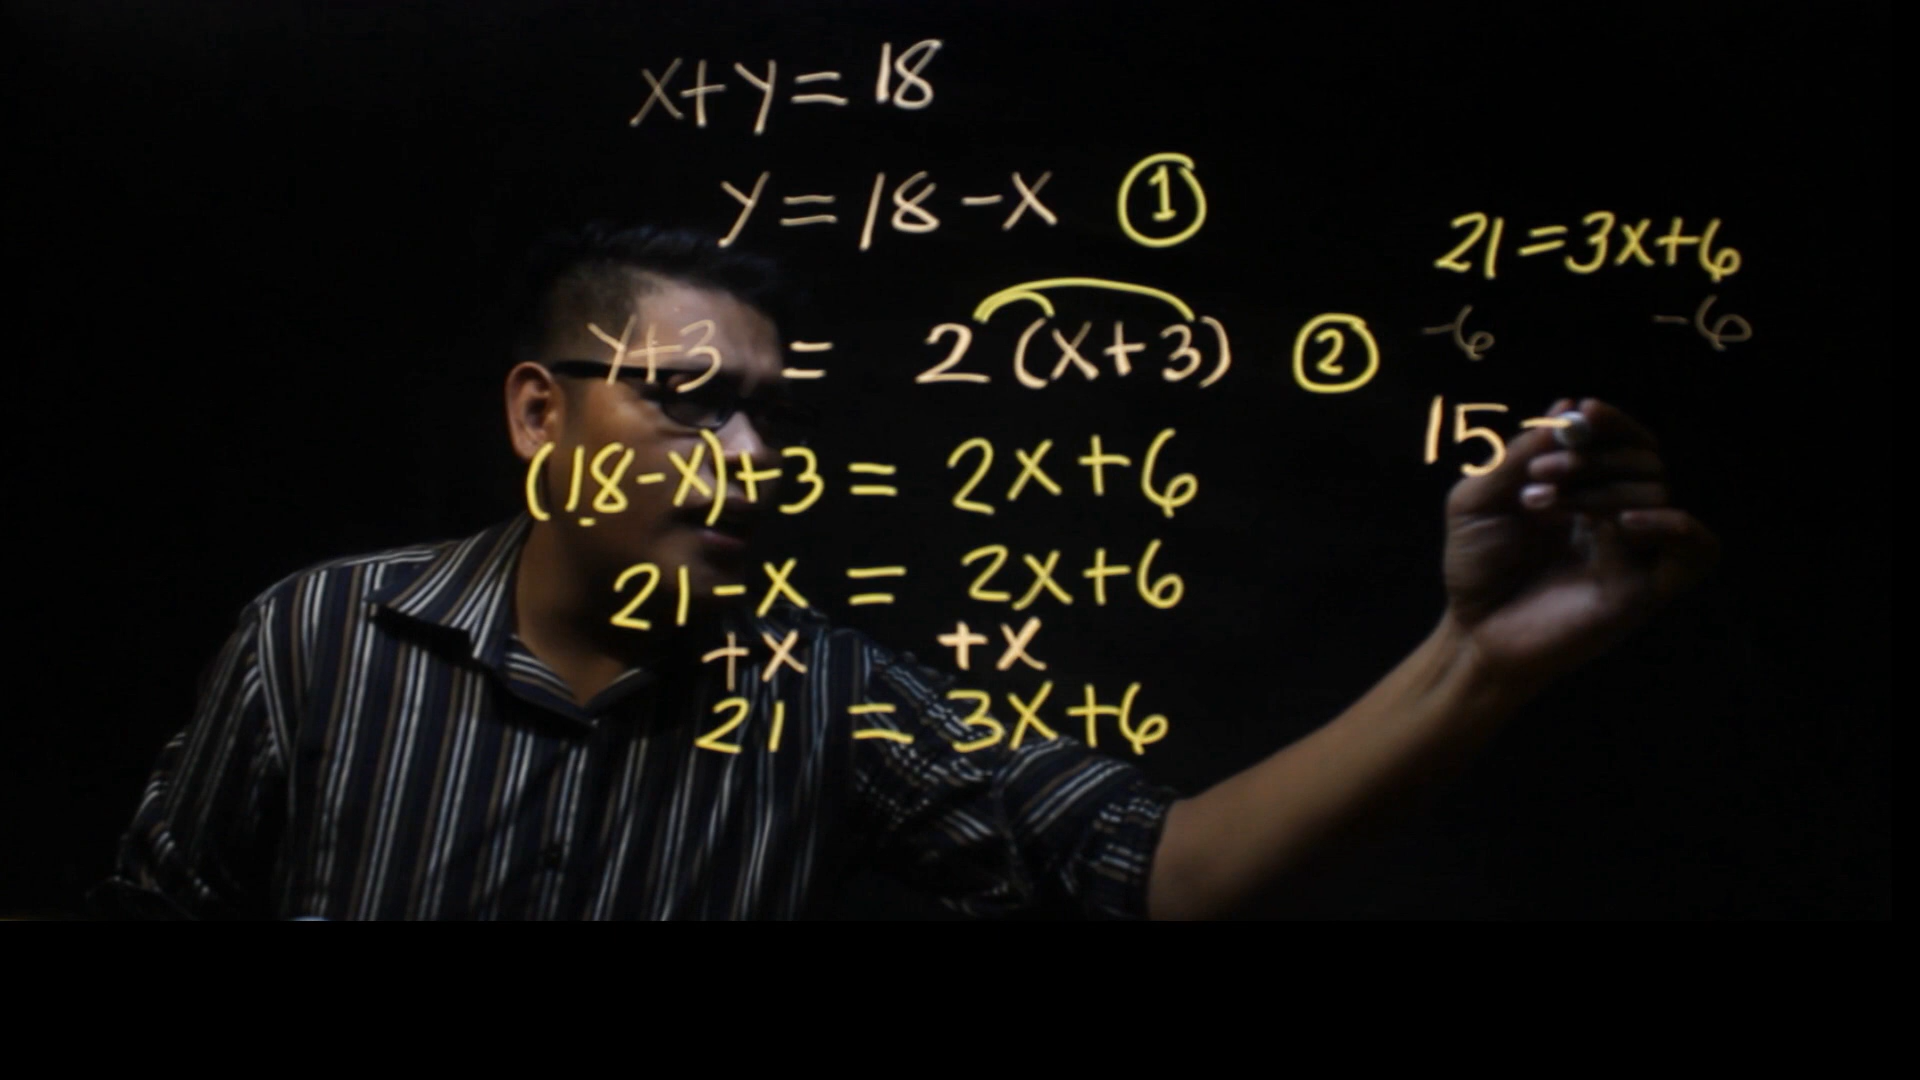 x+y=18
y=18-x ①
y+3 = 2(x+3) ②
(18-x)+3 = 2x+6
21-x = 2x+6
+x +x
21 = 3x+6
21=3x+6
-6 -6
15=